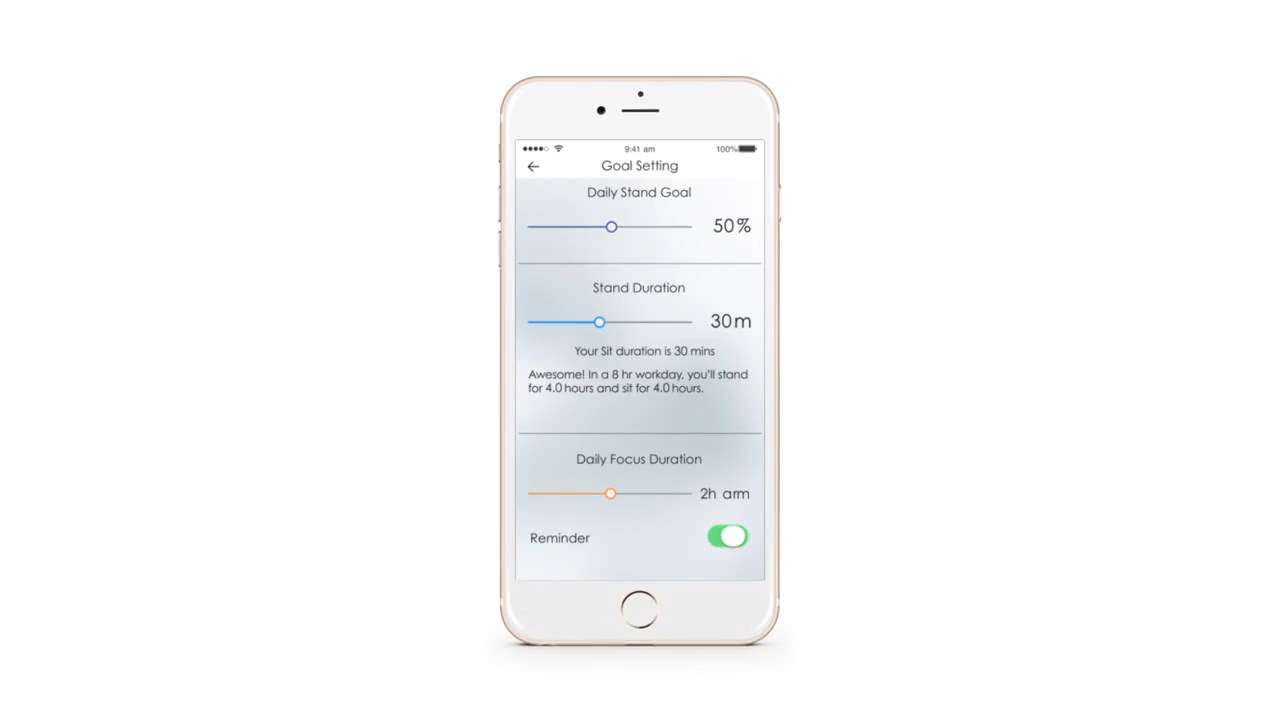 9:41 am
100%
Goal Setting
Daily Stand Goal
50%
Stand Duration
30m
Your Sit duration is 30 mins
Awesome! In a 8 hr workday, you'll stand
for 4.0 hours and sit for 4.0 hours.
Daily Focus Duration
2h arm
Reminder